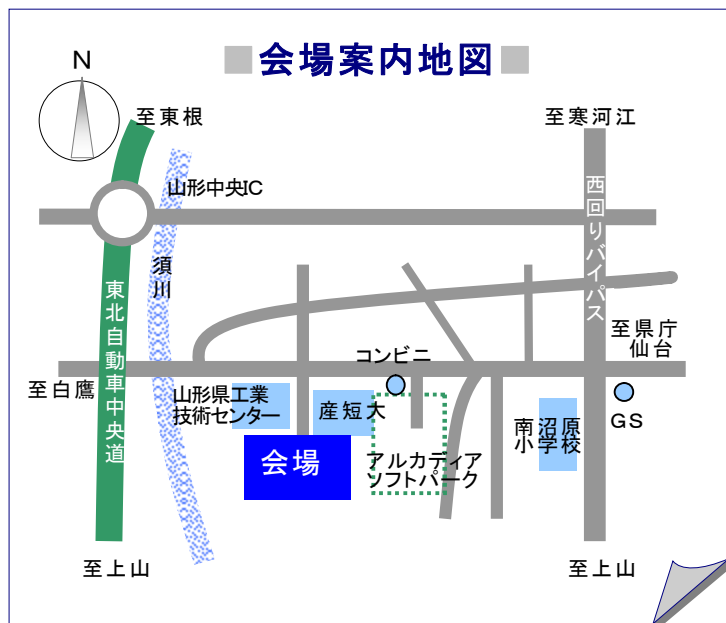 ■会場案内地図■
N
至東根
至寒河江
山形中央IC
西回りバイパス
須川
東北自動車中央道
至県庁
仙台
コンビニ
至白鷹
山形県工業
技術センター
産短大
GS
南沼原
小学校
会場
アルカディア
ソフトパーク
至上山
至上山